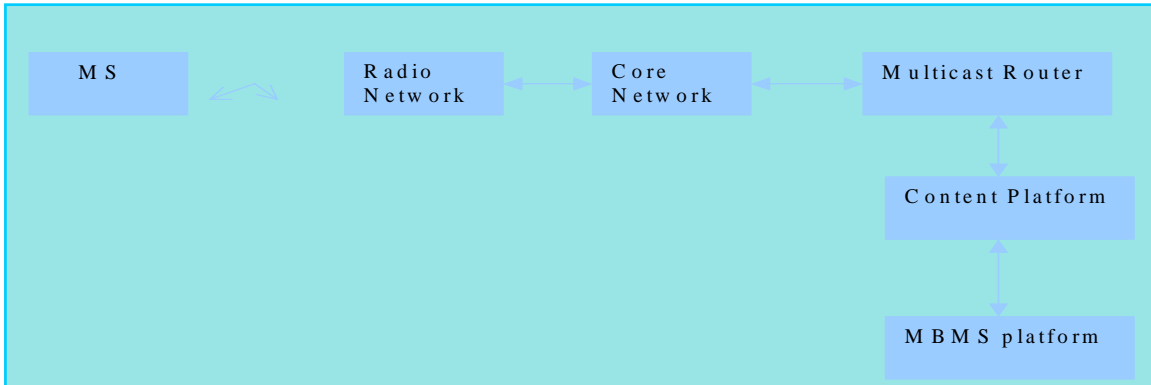 MS
Radio
Network
Core
Network
Multicast Router
Content Platform
MBMS platform